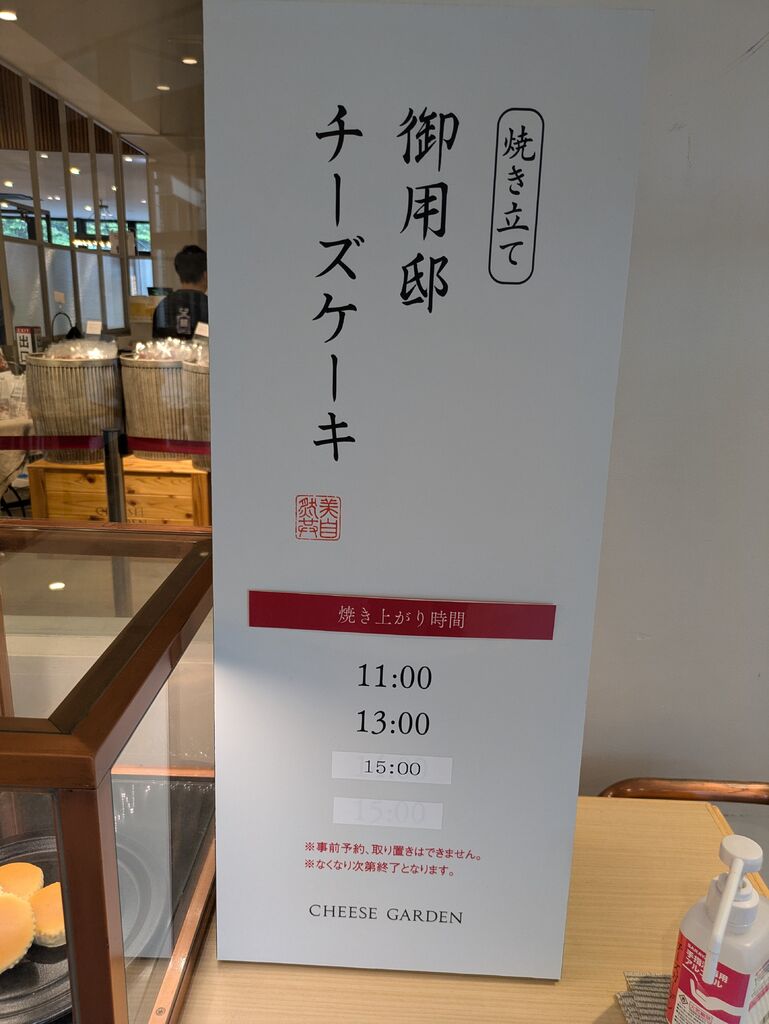 焼き立て
御用邸
チーズケーキ
焼き上がり時間
11:00
13:00
15:00
15:00
※事前予約、取り置きはできません。
※なくなり次第終了となります。
CHEESE GARDEN
出口